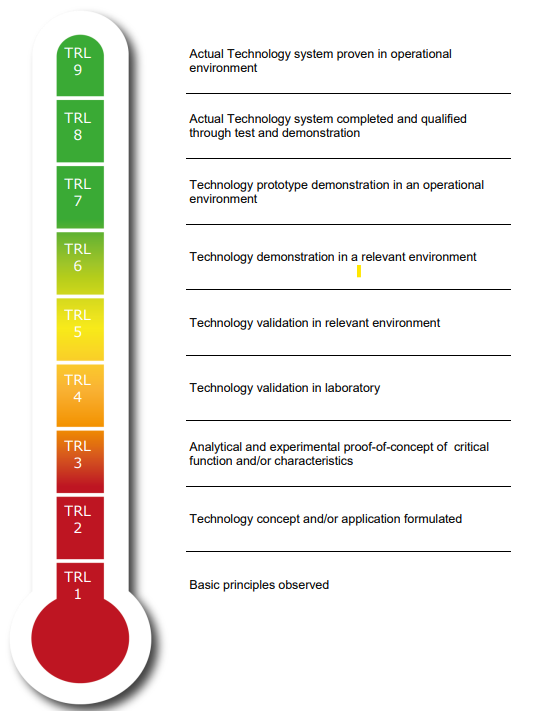 TRL
9
Actual Technology system proven in operational
environment
TRL
8
Actual Technology system completed and qualified
through test and demonstration
TRL
7
Technology prototype demonstration in an operational
environment
TRL
6
Technology demonstration in a relevant environment
TRL
5
Technology validation in relevant environment
TRL
4
Technology validation in laboratory
TRL
3
Analytical and experimental proof-of-concept of  critical
function and/or characteristics
TRL
2
Technology concept and/or application formulated
TRL
1
Basic principles observed